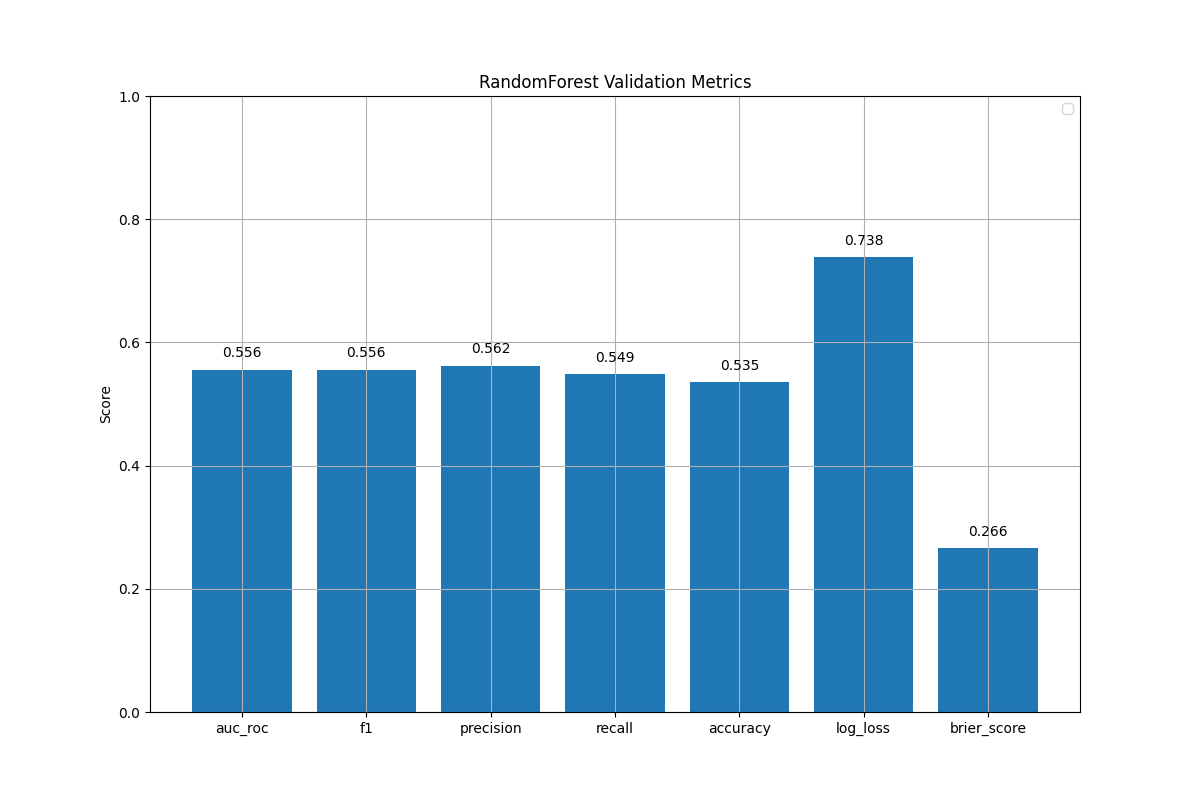 RandomForest Validation Metrics
1.0
0.8
0.6
0.4
0.2
0.0
Score
0.556
0.556
0.562
0.549
0.535
0.738
0.266
auc_roc
f1
precision
recall
accuracy
log_loss
brier_score